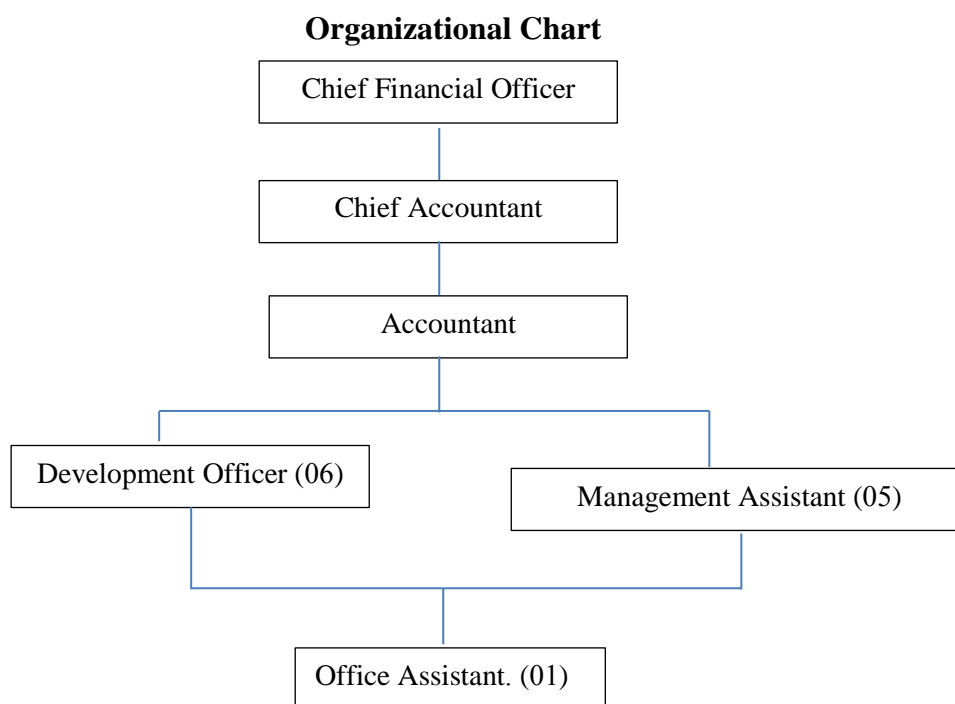 Organizational Chart
Chief Financial Officer
Chief Accountant
Accountant
Development Officer (06)
Management Assistant (05)
Office Assistant. (01)